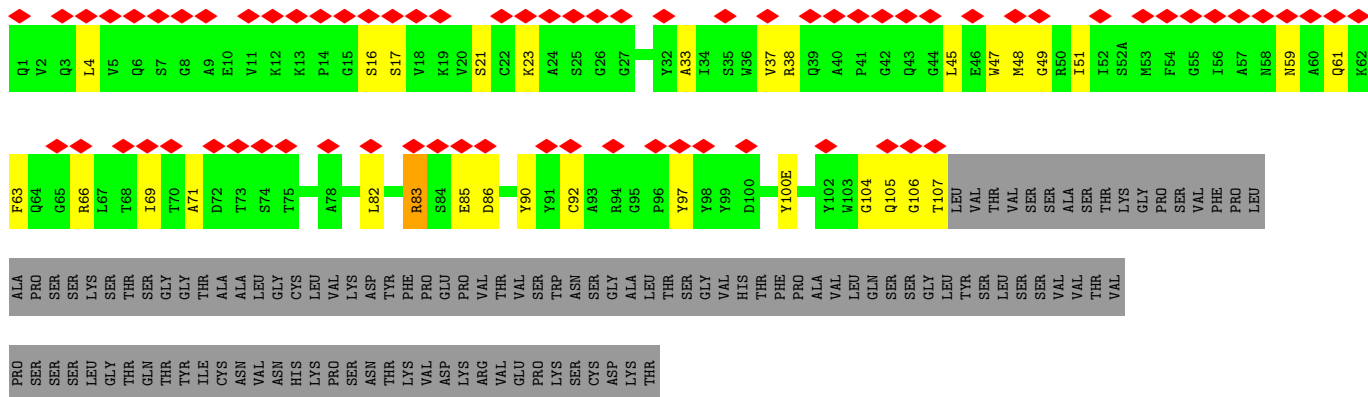 Q1 V2 Q3 L4 V5 Q6 S7 G8 A9 E10 V11 K12 K13 P14 G15 S16 S17 V18 K19 V20 S21 C22 K23 A24 S25 G26 G27 Y32 A33 I34 S35 W36 V37 R38 Q39 A40 P41 G42 Q43 G44 L45 E46 W47 M48 G49 R50 I51 I52 S52A M53 F54 G55 I56 A57 N58 N59 A60 Q61 K62
F63 Q64 G65 R66 L67 T68 I69 T70 A71 D72 T73 S74 T75 A78 L82 R83 S84 E85 D86 Y90 Y91 C92 A93 R94 G95 P96 Y97 Y98 Y99 D100 Y100E Y102 W103 G104 Q105 G106 T107 LEU VAL THR VAL SER SER ALA SER THR LYS GLY PRO SER VAL PHE PRO LEU
ALA PRO SER SER LYS SER THR SER GLY GLY THR ALA ALA LEU GLY CYS LEU VAL LYS ASP TYR PHE PRO GLU PRO VAL THR VAL SER TRP ASN SER GLY ALA LEU THR SER GLY VAL HIS THR PHE PRO ALA VAL LEU GLN SER SER GLY LEU TYR SER LEU SER SER VAL VAL THR VAL
PRO SER SER SER LEU GLY THR GLN THR TYR ILE CYS ASN VAL ASN HIS LYS PRO SER ASN THR LYS VAL ASP LYS ARG VAL GLU PRO LYS SER CYS ASP LYS THR